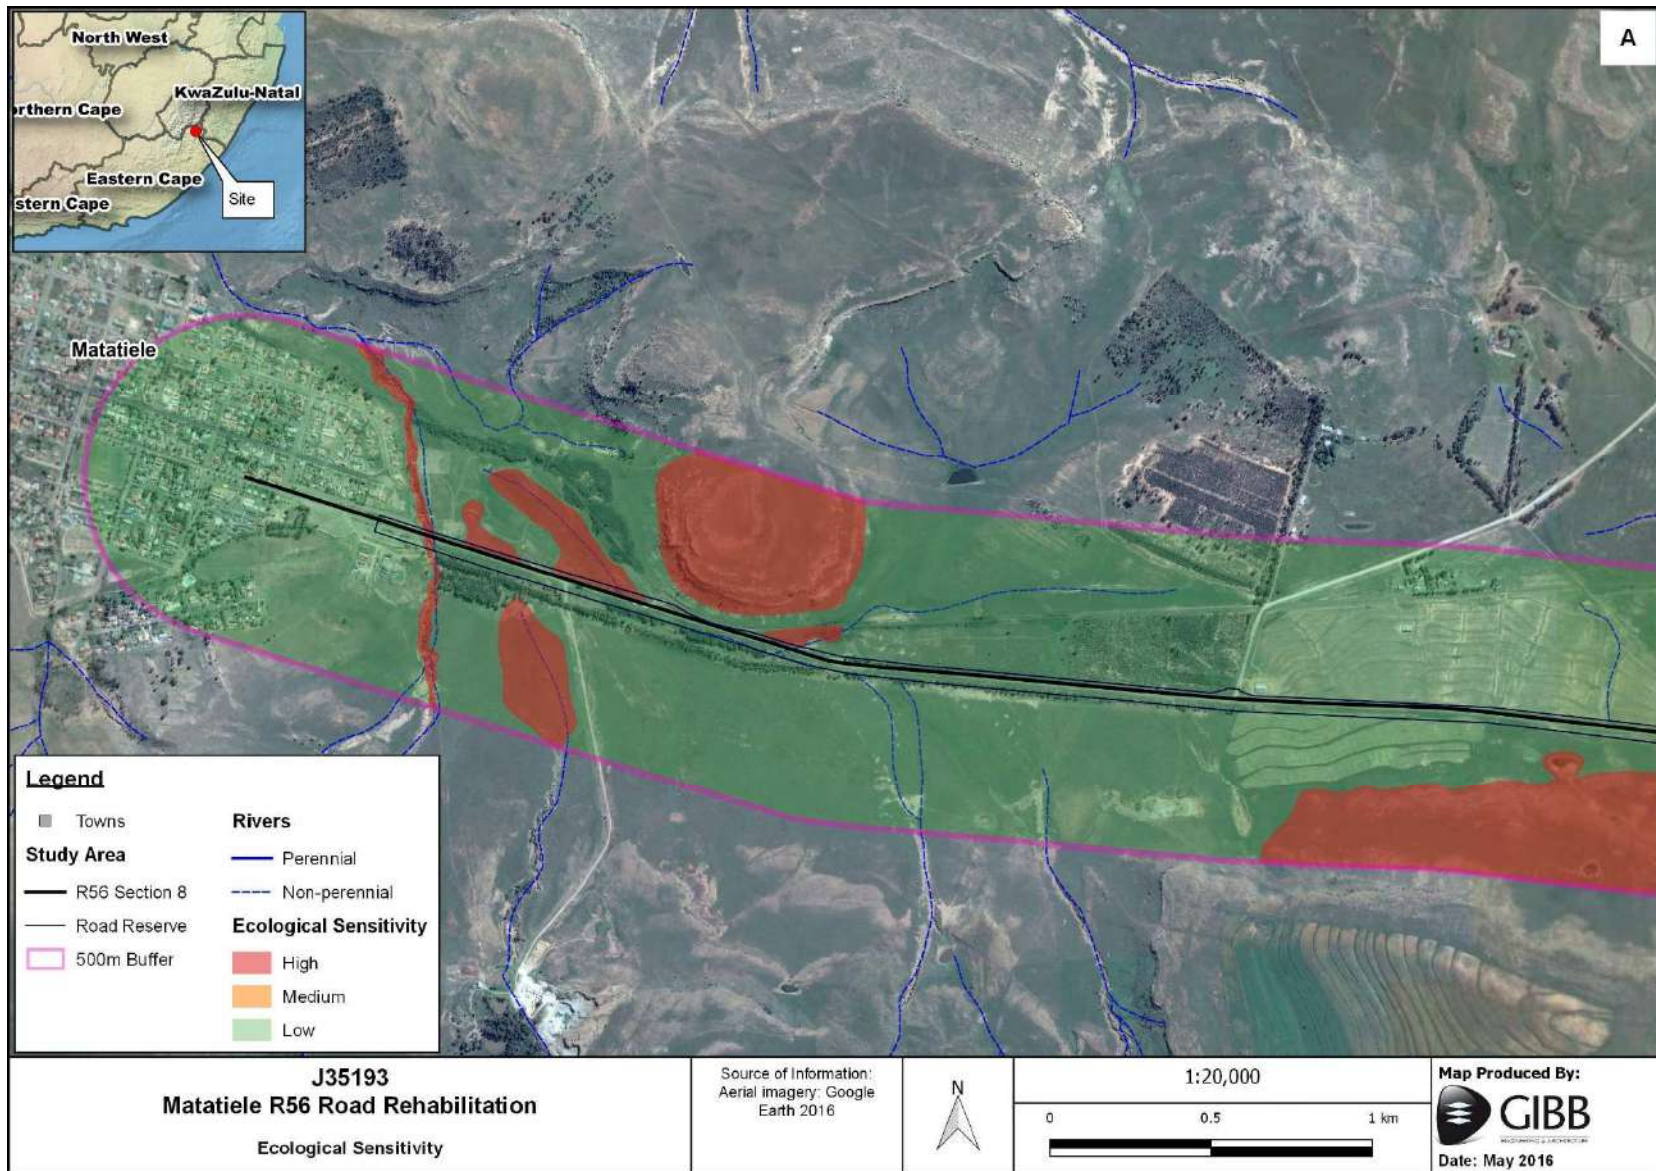 A
North West
KwaZulu-Natal
orthern Cape
Eastern Cape
stern Cape
Site
Matatiele
Legend
Towns
Study Area
R56 Section 8
Road Reserve
500m Buffer
Rivers
Perennial
Non-perennial
Ecological Sensitivity
High
Medium
Low
J35193
Matatiele R56 Road Rehabilitation
Ecological Sensitivity
Source of Information:
Aerial imagery: Google
Earth 2016
N
1:20,000
0 0.5 1 km
Map Produced By:
GIBB
ENGINEERING & ARCHITECTURE
Date: May 2016